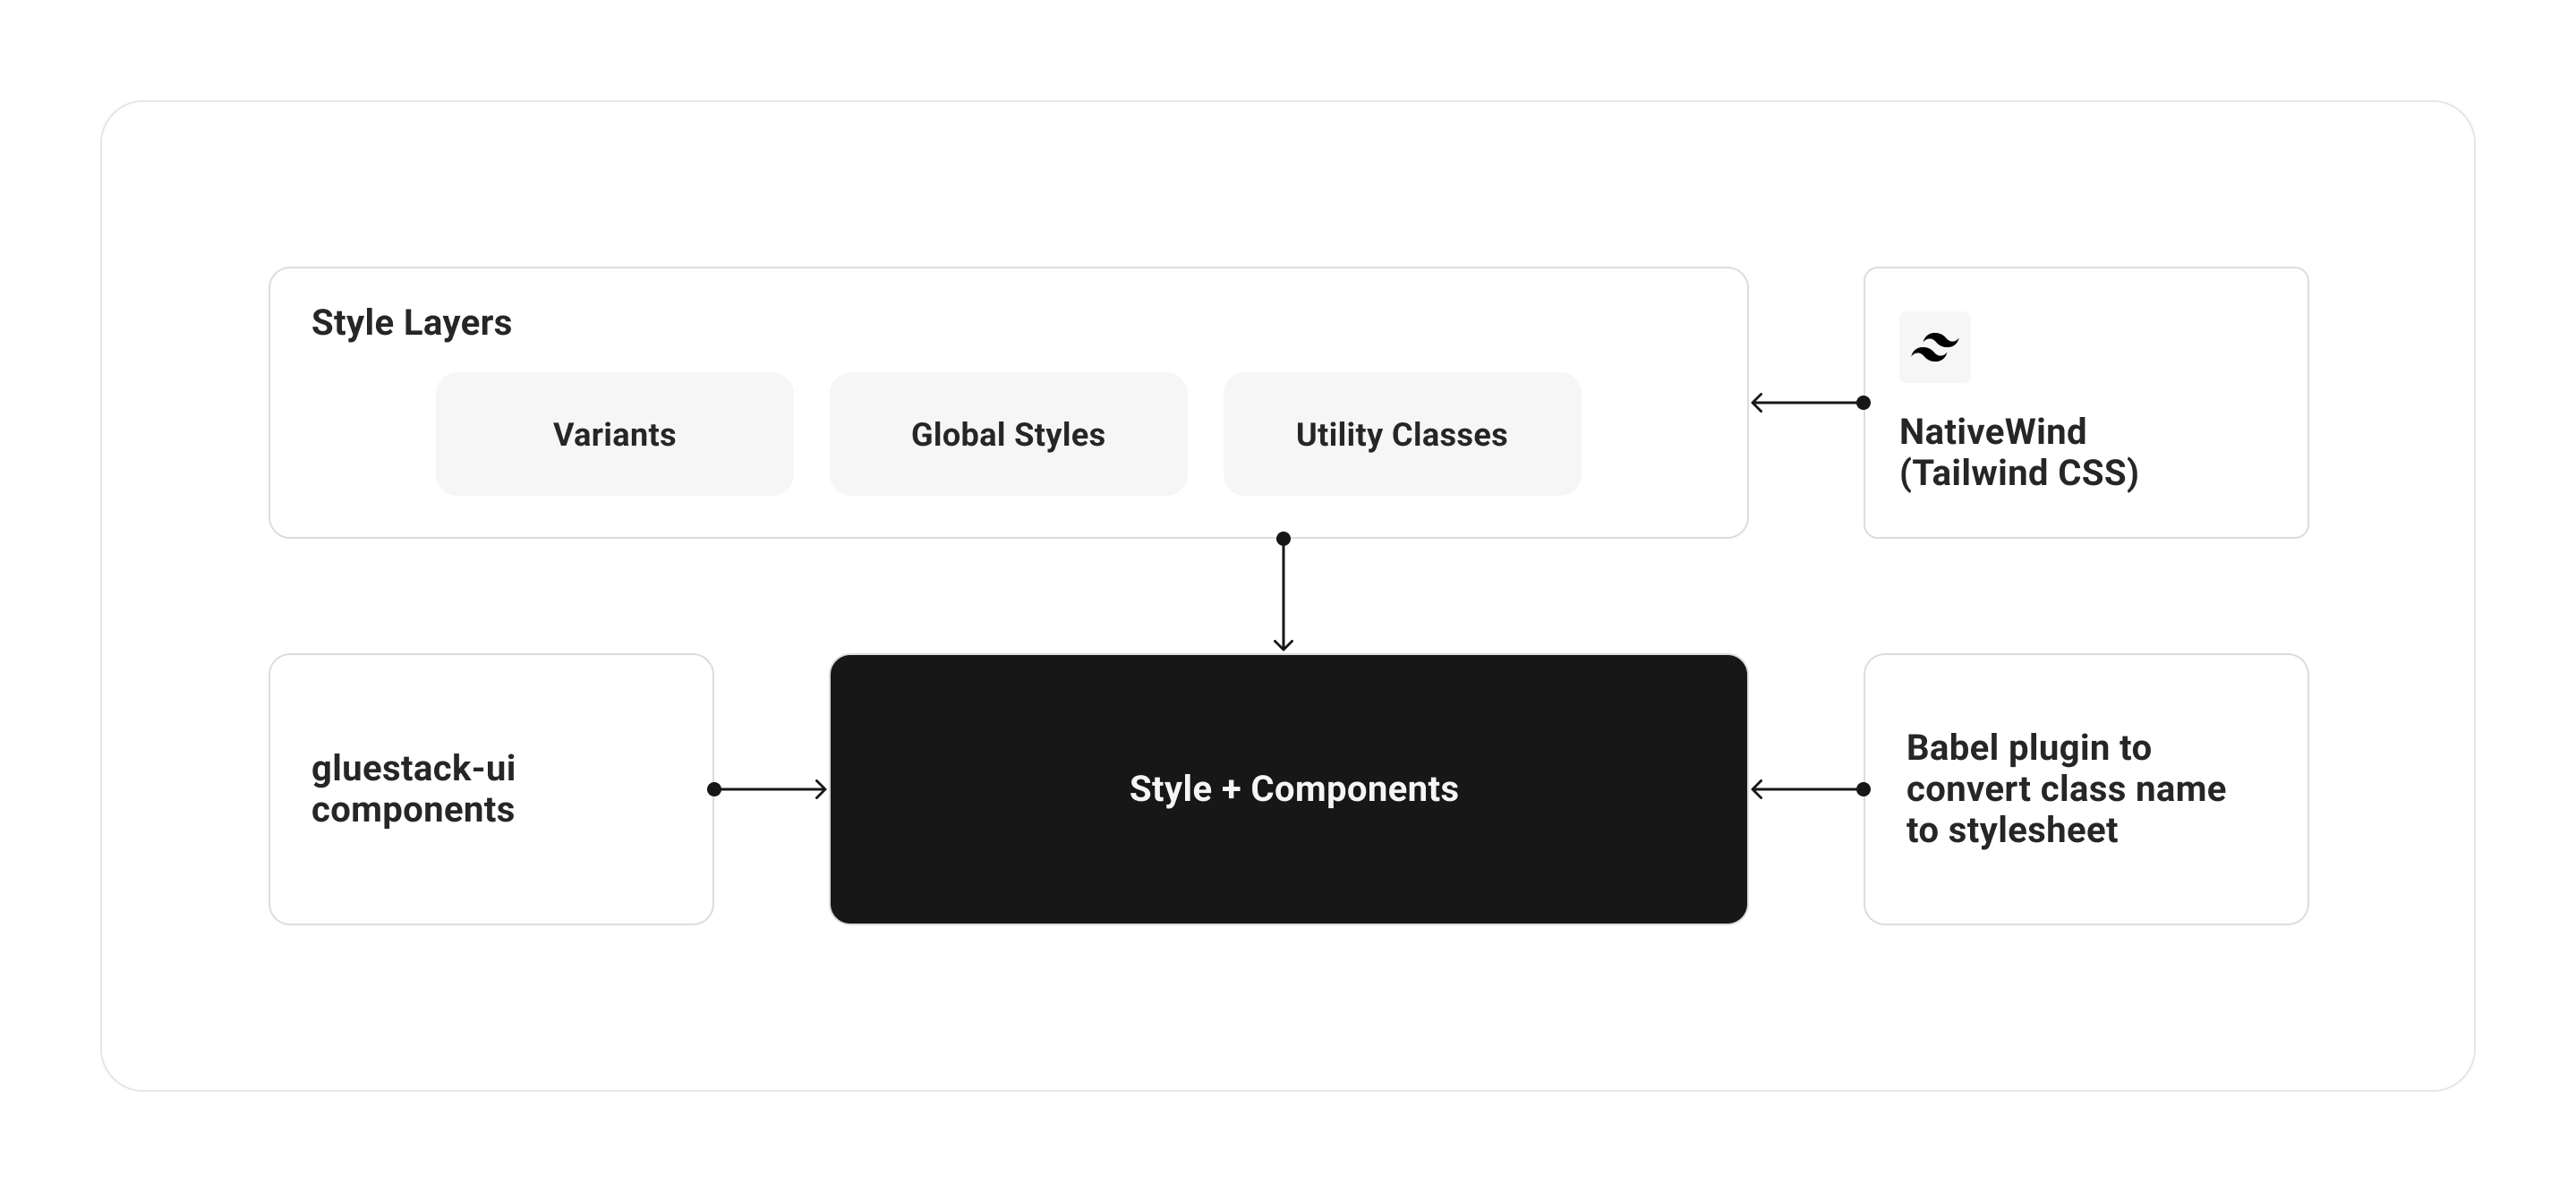 Style Layers
Variants
Global Styles
Utility Classes
NativeWind
(Tailwind CSS)
gluestack-ui
components
Style + Components
Babel plugin to
convert class name
to stylesheet